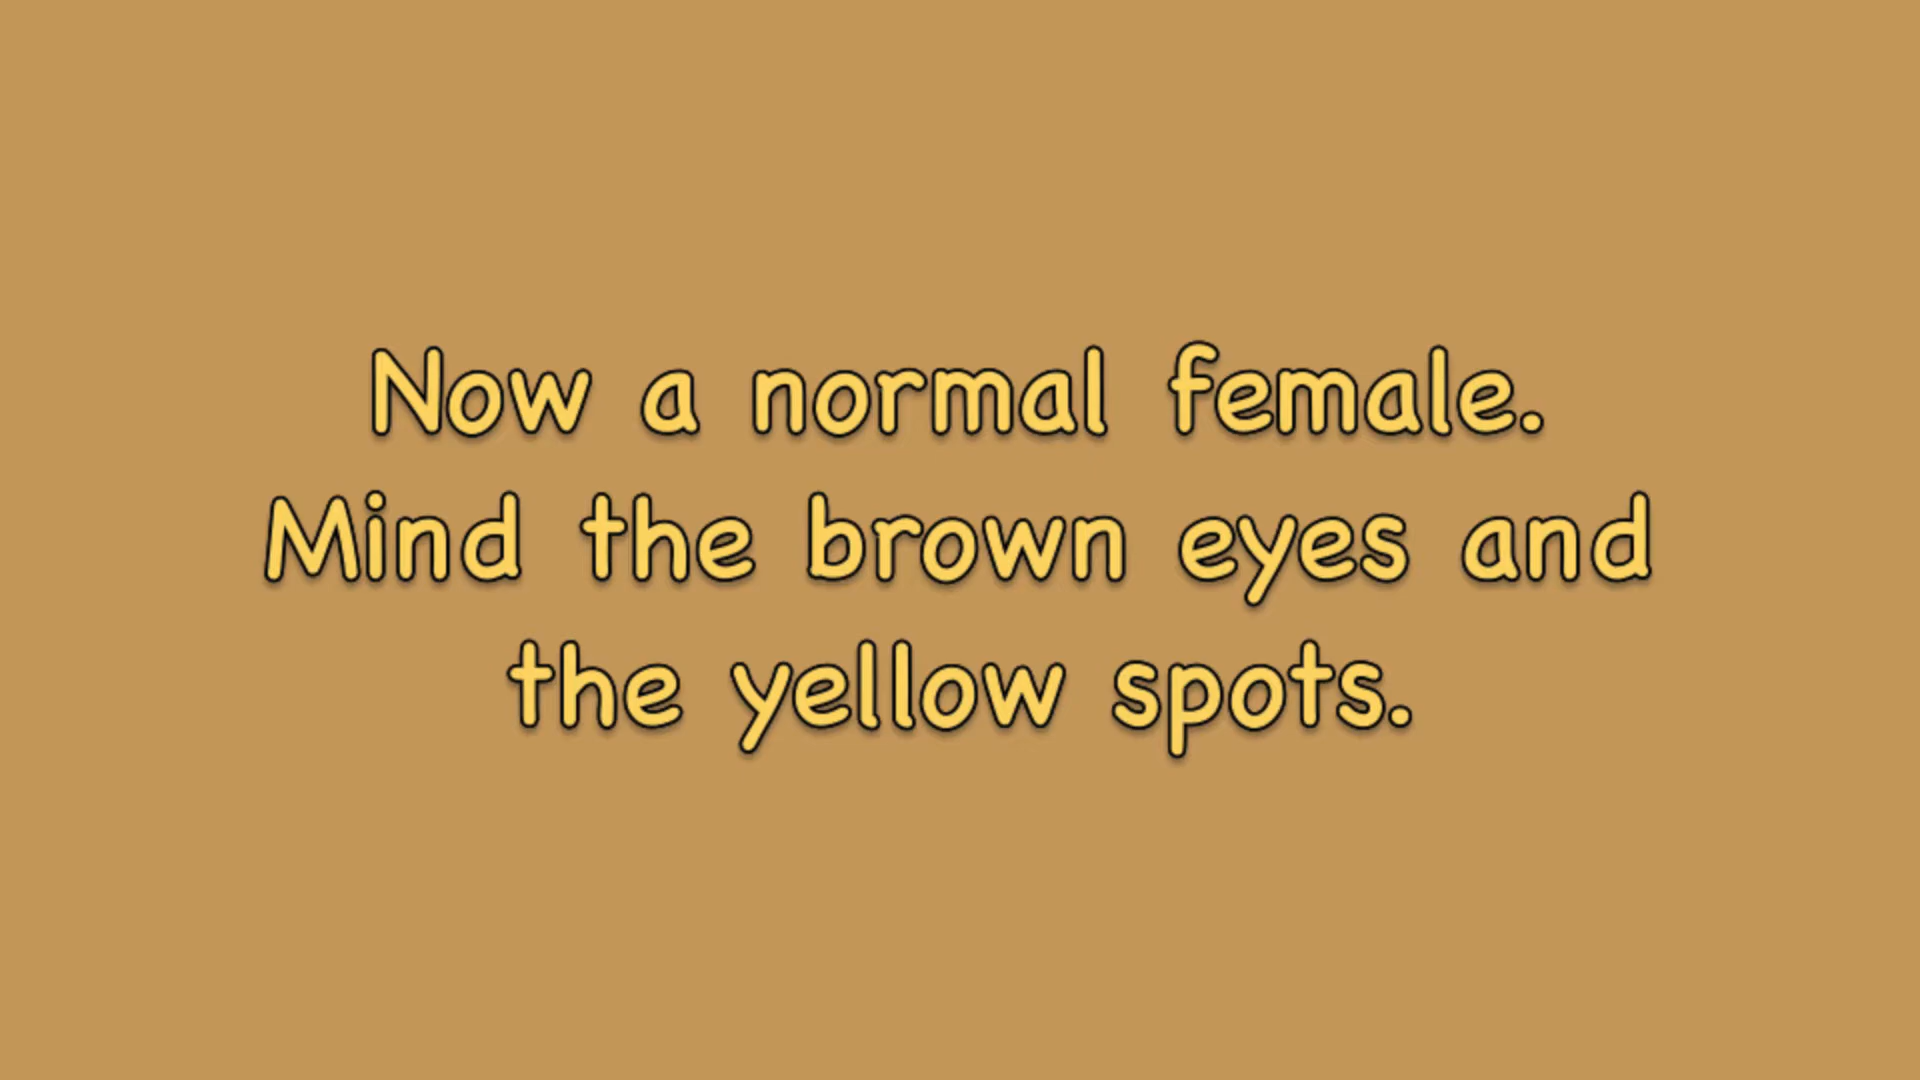 Now a normal female.
Mind the brown eyes and
the yellow spots.